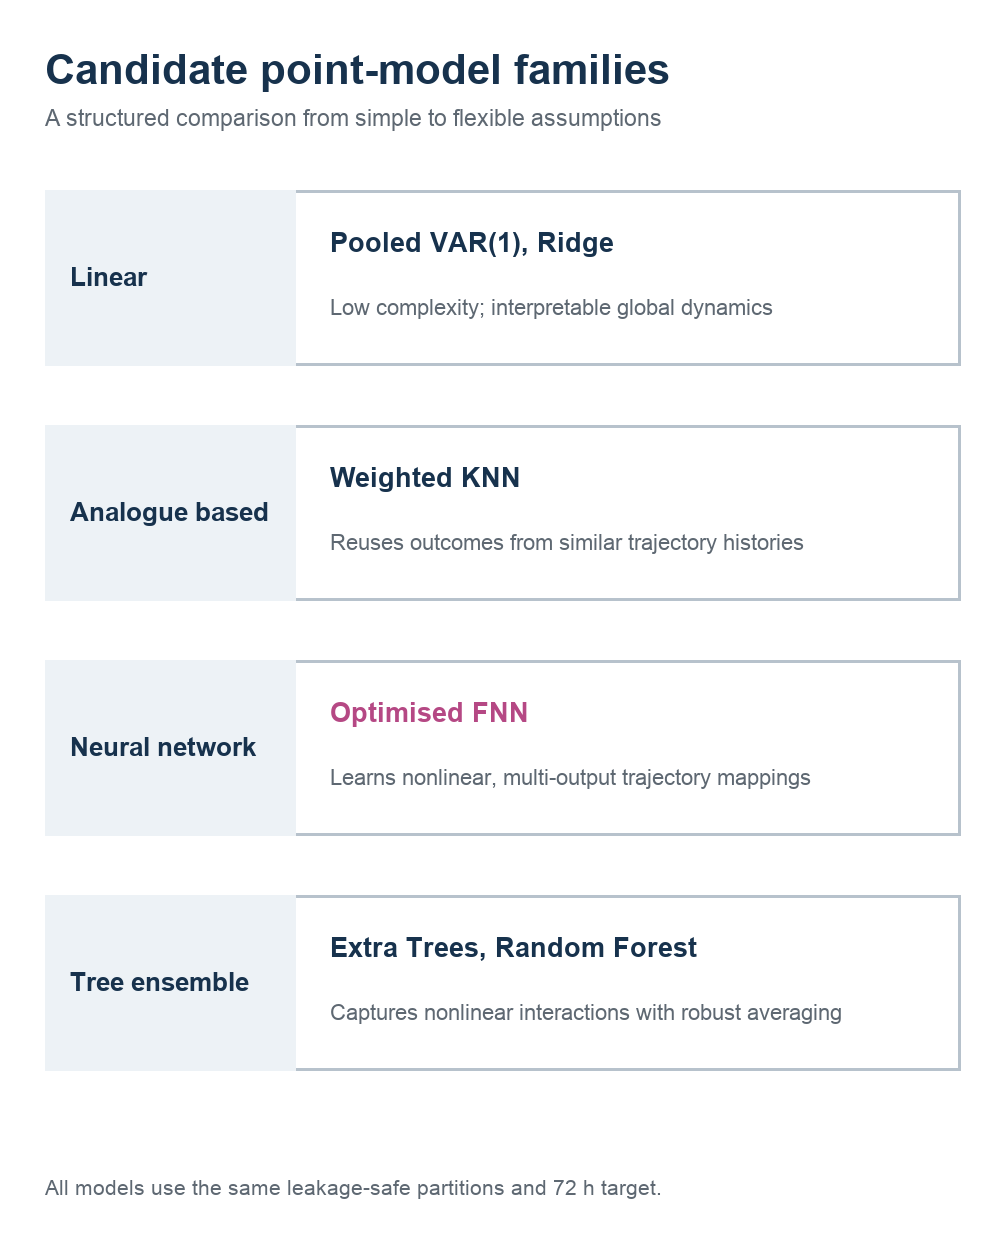 Candidate point-model families
A structured comparison from simple to flexible assumptions
Linear
Pooled VAR(1), Ridge
Low complexity; interpretable global dynamics
Analogue based
Weighted KNN
Reuses outcomes from similar trajectory histories
Neural network
Optimised FNN
Learns nonlinear, multi-output trajectory mappings
Tree ensemble
Extra Trees, Random Forest
Captures nonlinear interactions with robust averaging
All models use the same leakage-safe partitions and 72 h target.